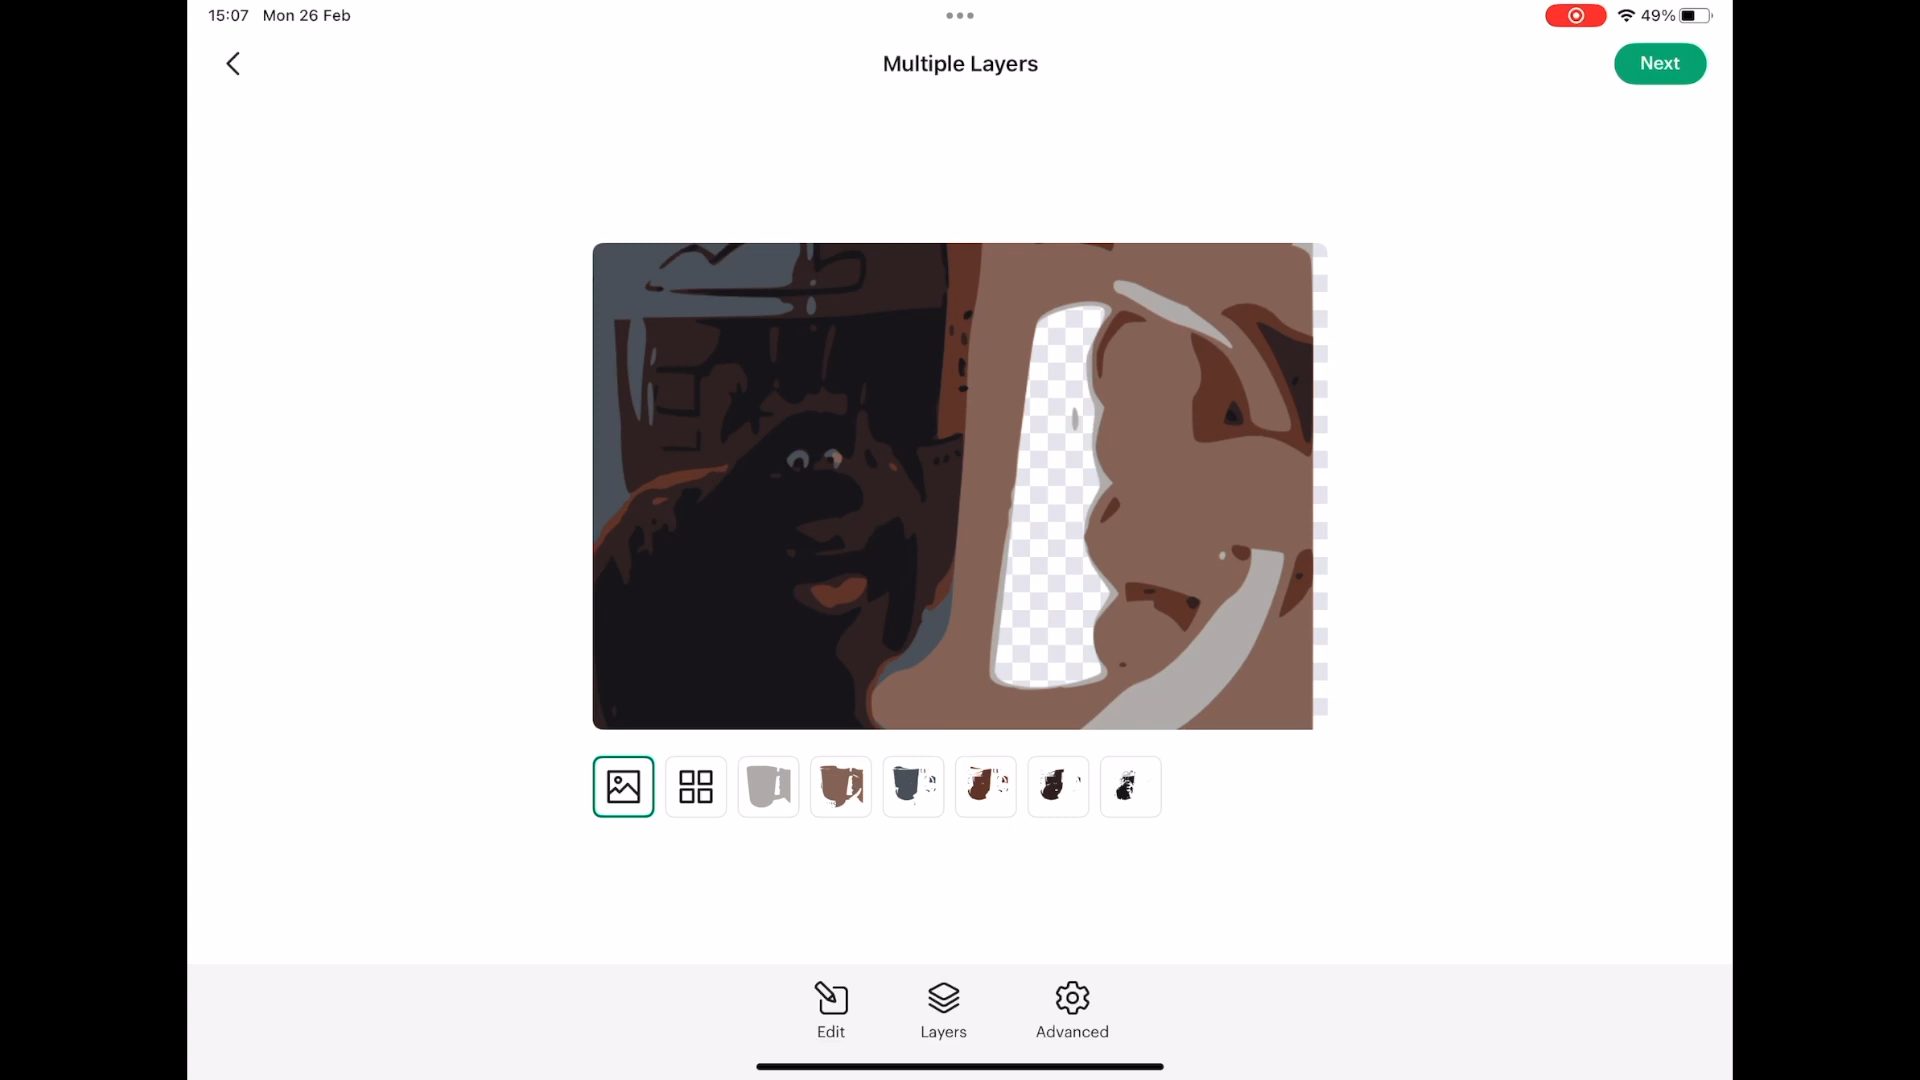 15:07 Mon 26 Feb
49%
Multiple Layers
Next
Edit
Layers
Advanced